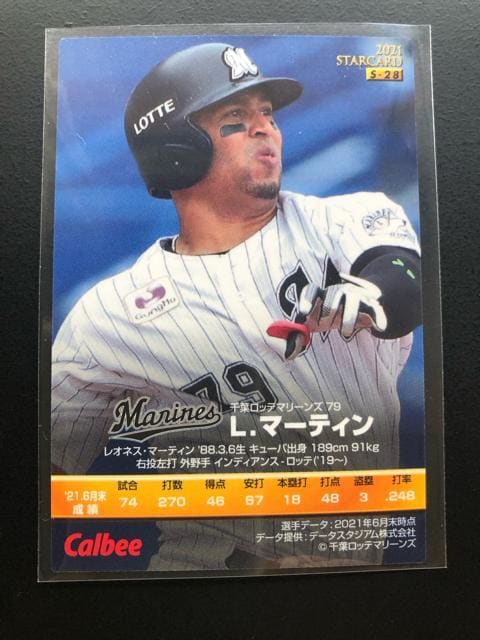 2021
STARCARD
S-28
LOTTE
M
GungHo
79
Marines
千葉ロッテマリーンズ 79
L.マーティン
レオネス・マーティン '88.3.6生 キューバ出身 189cm 91kg
右投左打 外野手 インディアンス-ロッテ('19〜)
'21.6月末成績 試合 打数 得点 安打 本塁打 打点 盗塁 打率
74 270 46 67 18 48 3 .248
Calbee
選手データ:2021年6月末時点
データ提供:データスタジアム株式会社
© 千葉ロッテマリーンズ